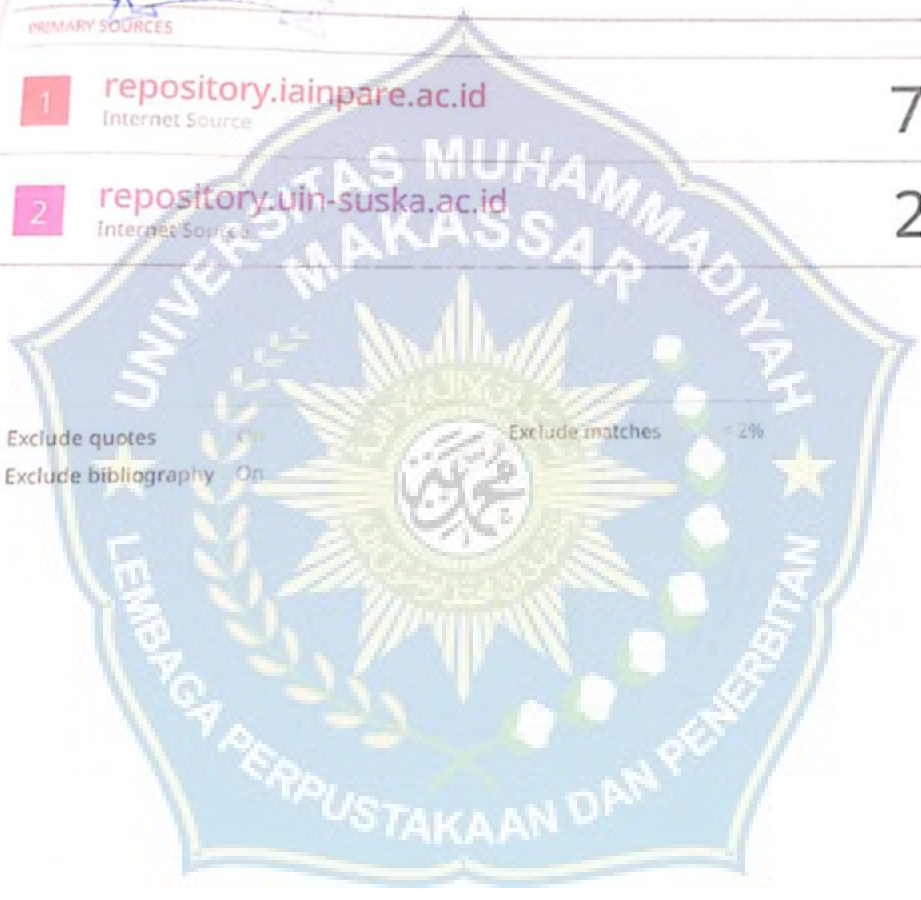 PRIMARY SOURCES
1 repository.iainpare.ac.id 7
Internet Source
2 repository.uin-suska.ac.id 2
Internet Source
UNIVERSITAS MUHAMMADIYAH
MAKASSAR
Exclude quotes On
Exclude matches < 2%
Exclude bibliography On
محمدية
LEMBAGA PERPUSTAKAAN DAN PENERBITAN